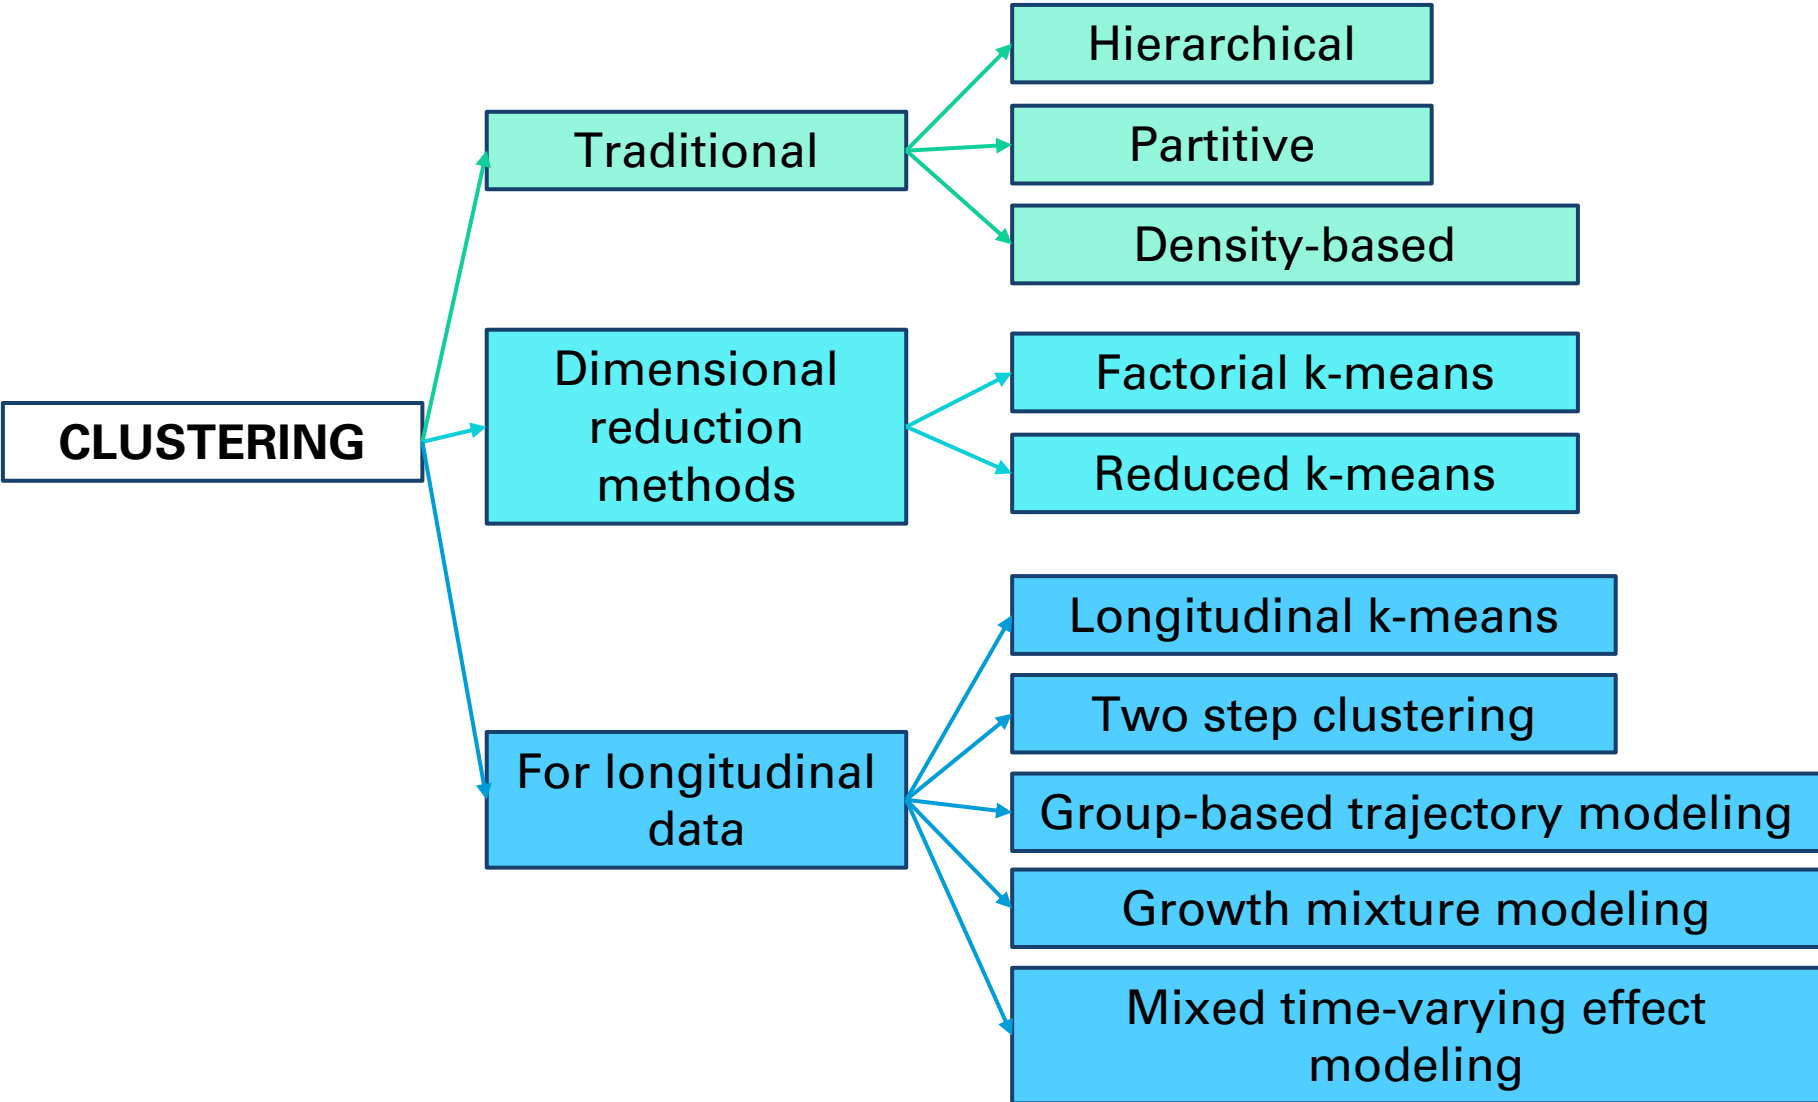 CLUSTERING
Traditional
Hierarchical
Partitive
Density-based
Dimensional
reduction
methods
Factorial k-means
Reduced k-means
For longitudinal
data
Longitudinal k-means
Two step clustering
Group-based trajectory modeling
Growth mixture modeling
Mixed time-varying effect
modeling